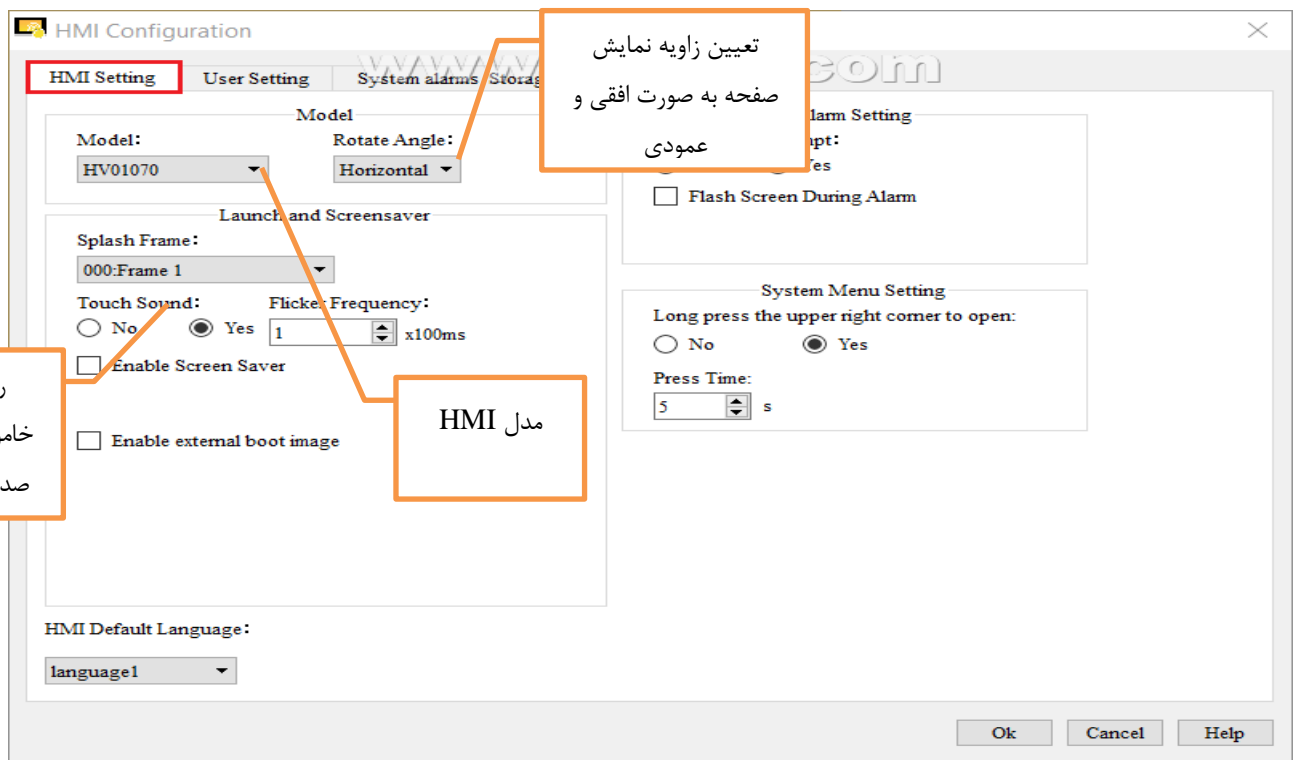 HMI Configuration
HMI Setting
User Setting
System alarms
com
تعیین زاویه نمایش
صفحه به صورت افقی و
عمودی
Model
Model:
Rotate Angle:
HV01070
Horizontal
Launch and Screensaver
Splash Frame:
000:Frame 1
Touch Sound:
Flicker Frequency:
No
Yes
1
x100ms
Enable Screen Saver
Enable external boot image
مدل HMI
Setting
Yes
Flash Screen During Alarm
System Menu Setting
Long press the upper right corner to open:
No
Yes
Press Time:
5
s
HMI Default Language:
language1
Ok
Cancel
Help